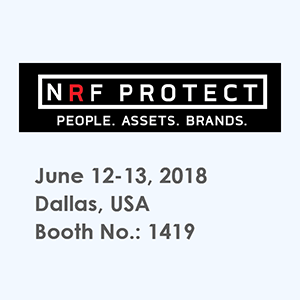 NRF PROTECT
PEOPLE. ASSETS. BRANDS.
June 12-13, 2018
Dallas, USA
Booth No.: 1419